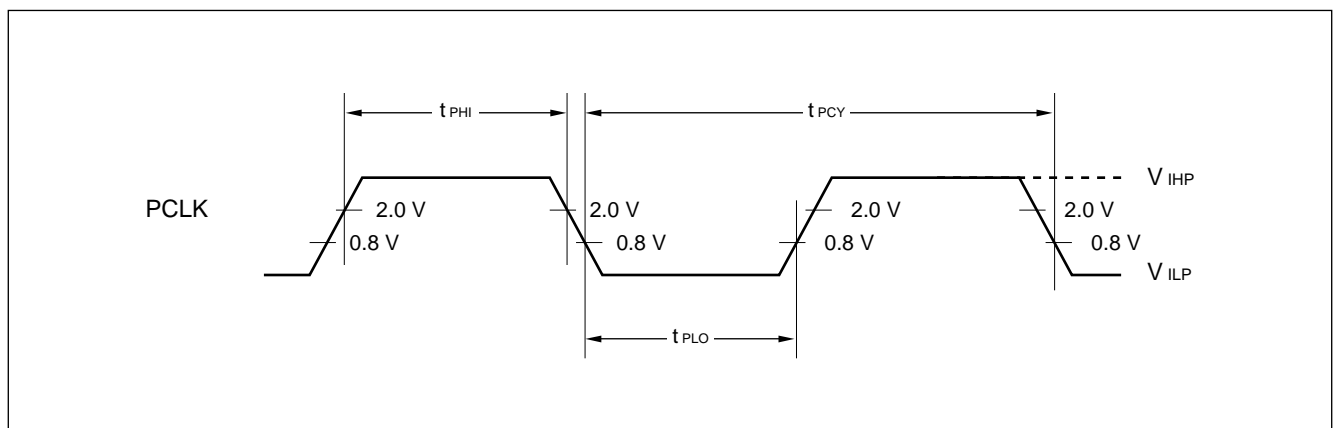 t PHI
t PCY
V IHP
PCLK
2.0 V
2.0 V
2.0 V
2.0 V
0.8 V
0.8 V
0.8 V
0.8 V
V ILP
t PLO